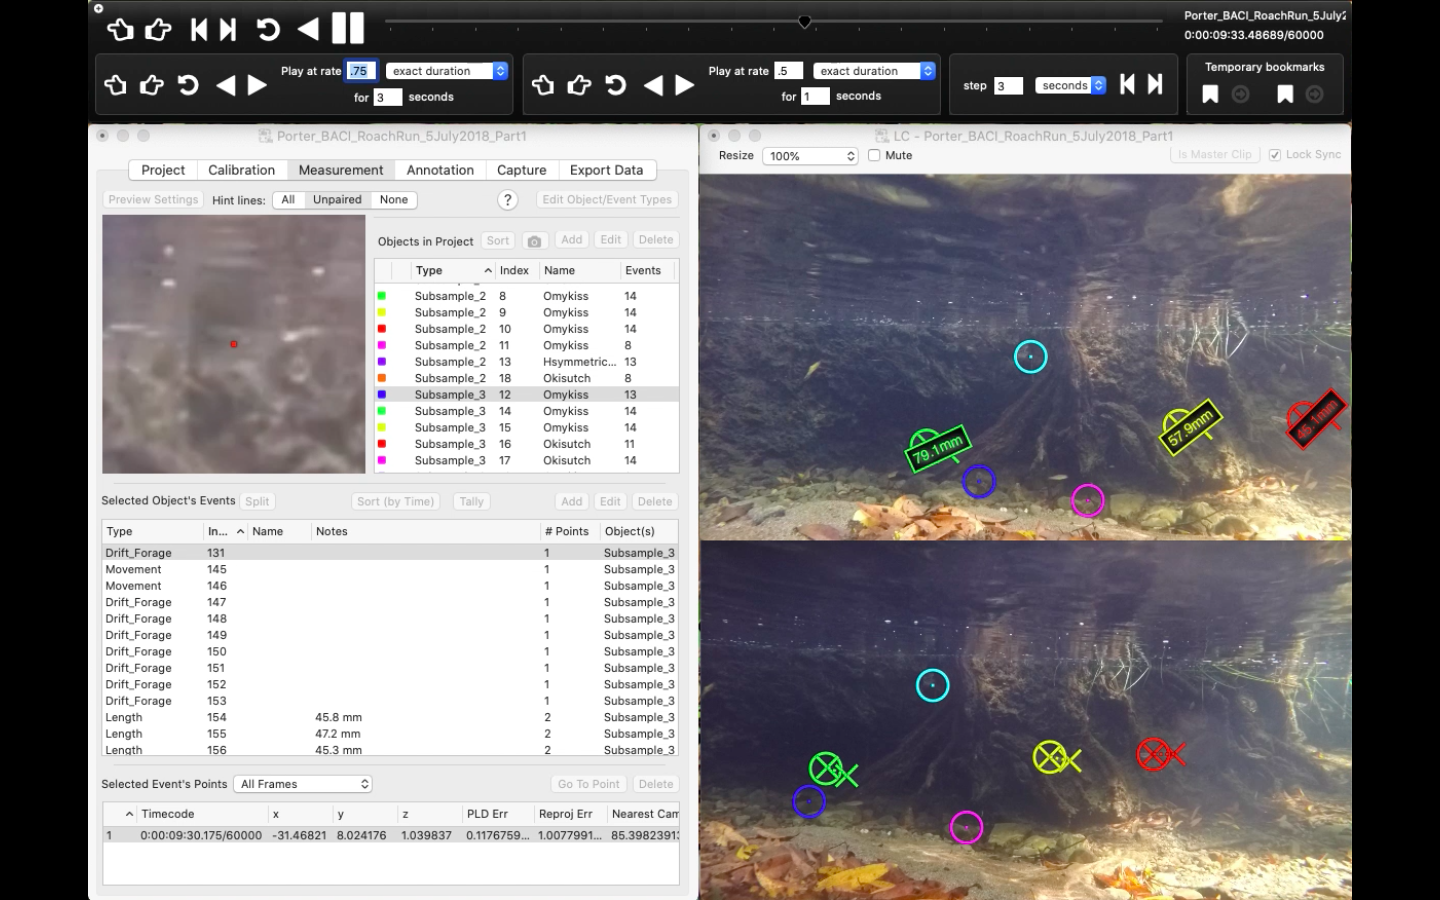 Porter_BACI_RoachRun_5July2
0:00:09:33.48689/60000
Play at rate .75 exact duration
for 3 seconds
Play at rate .5 exact duration
for 1 seconds
step 3 seconds
Temporary bookmarks
Porter_BACI_RoachRun_5July2018_Part1
Project Calibration Measurement Annotation Capture Export Data
Preview Settings Hint lines: All Unpaired None ? Edit Object/Event Types
Objects in Project Sort Add Edit Delete
Type Index Name Events
Subsample_2 8 Omykiss 14
Subsample_2 9 Omykiss 14
Subsample_2 10 Omykiss 14
Subsample_2 11 Omykiss 8
Subsample_2 13 Hsymmetric... 13
Subsample_2 18 Okisutch 8
Subsample_3 12 Omykiss 13
Subsample_3 14 Omykiss 14
Subsample_3 15 Omykiss 14
Subsample_3 16 Okisutch 11
Subsample_3 17 Okisutch 14
Selected Object's Events Split Sort (by Time) Tally Add Edit Delete
Type In... Name Notes # Points Object(s)
Drift_Forage 131 1 Subsample_3
Movement 145 1 Subsample_3
Movement 146 1 Subsample_3
Drift_Forage 147 1 Subsample_3
Drift_Forage 148 1 Subsample_3
Drift_Forage 149 1 Subsample_3
Drift_Forage 150 1 Subsample_3
Drift_Forage 151 1 Subsample_3
Drift_Forage 152 1 Subsample_3
Drift_Forage 153 1 Subsample_3
Length 154 45.8 mm 2 Subsample_3
Length 155 47.2 mm 2 Subsample_3
Length 156 45.3 mm 2 Subsample_3
Selected Event's Points All Frames Go To Point Delete
Timecode x y z PLD Err Reproj Err Nearest Cam
1 0:00:09:30.175/60000 -31.46821 8.024176 1.039837 0.1176759... 1.0077991... 85.3982391
LC - Porter_BACI_RoachRun_5July2018_Part1
Resize 100% Mute Is Master Clip Lock Sync
79.1mm
57.9mm